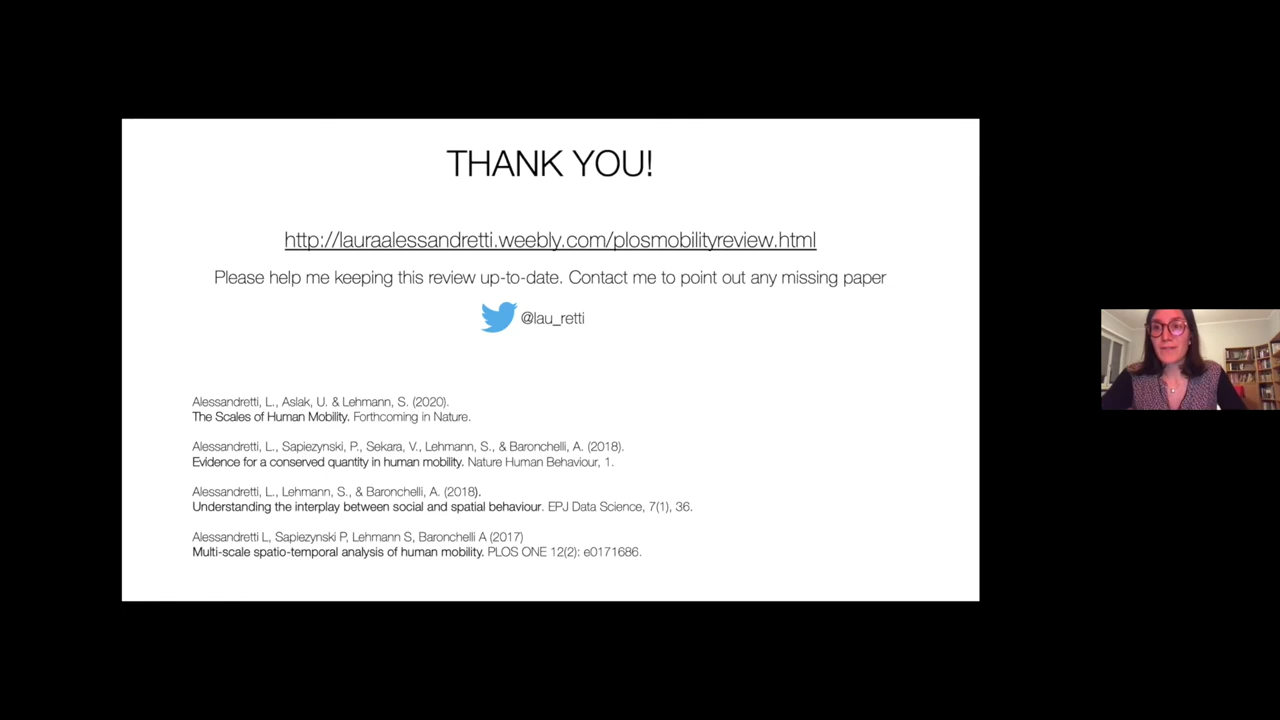 THANK YOU!
http://lauraalessandretti.weebly.com/plosmobilityreview.html
Please help me keeping this review up-to-date. Contact me to point out any missing paper
@lau_retti
Alessandretti, L., Aslak, U. & Lehmann, S. (2020).
The Scales of Human Mobility. Forthcoming in Nature.
Alessandretti, L., Sapiezynski, P., Sekara, V., Lehmann, S., & Baronchelli, A. (2018).
Evidence for a conserved quantity in human mobility. Nature Human Behaviour, 1.
Alessandretti, L., Lehmann, S., & Baronchelli, A. (2018).
Understanding the interplay between social and spatial behaviour. EPJ Data Science, 7(1), 36.
Alessandretti L, Sapiezynski P, Lehmann S, Baronchelli A (2017)
Multi-scale spatio-temporal analysis of human mobility. PLOS ONE 12(2): e0171686.